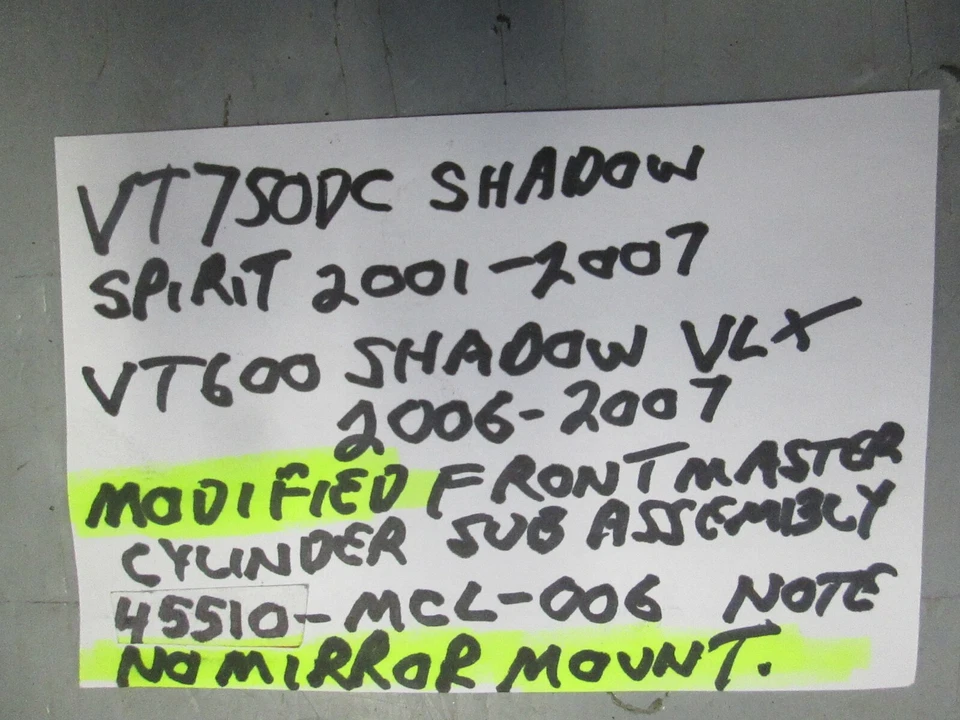 VT750DC SHADOW
SPIRIT 2001-2007
VT600 SHADOW VLX
2006-2007
MODIFIED FRONT MASTER
CYLINDER SUB ASSEMBLY
45510-MCL-006 NOTE
NO MIRROR MOUNT.